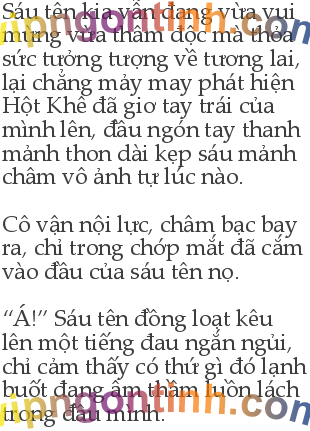 Sáu tên kia vẫn đang vừa vui
mừng vừa thâm độc mà thỏa
sức tưởng tượng về tương lai,
lại chẳng mảy may phát hiện
Hột Khê đã giơ tay trái của
mình lên, đầu ngón tay thanh
mảnh thon dài kẹp sáu mảnh
châm vô ảnh tự lúc nào.
Cô vận nội lực, châm bạc bay
ra, chỉ trong chớp mắt đã cắm
vào đầu của sáu tên nọ.
“Á!” Sáu tên đồng loạt kêu
lên một tiếng đau ngắn ngủi,
chỉ cảm thấy có thứ gì đó lạnh
buốt đang âm thầm luồn lách
trong đầu mình.
vipngontinh.com
vipngontinh.com